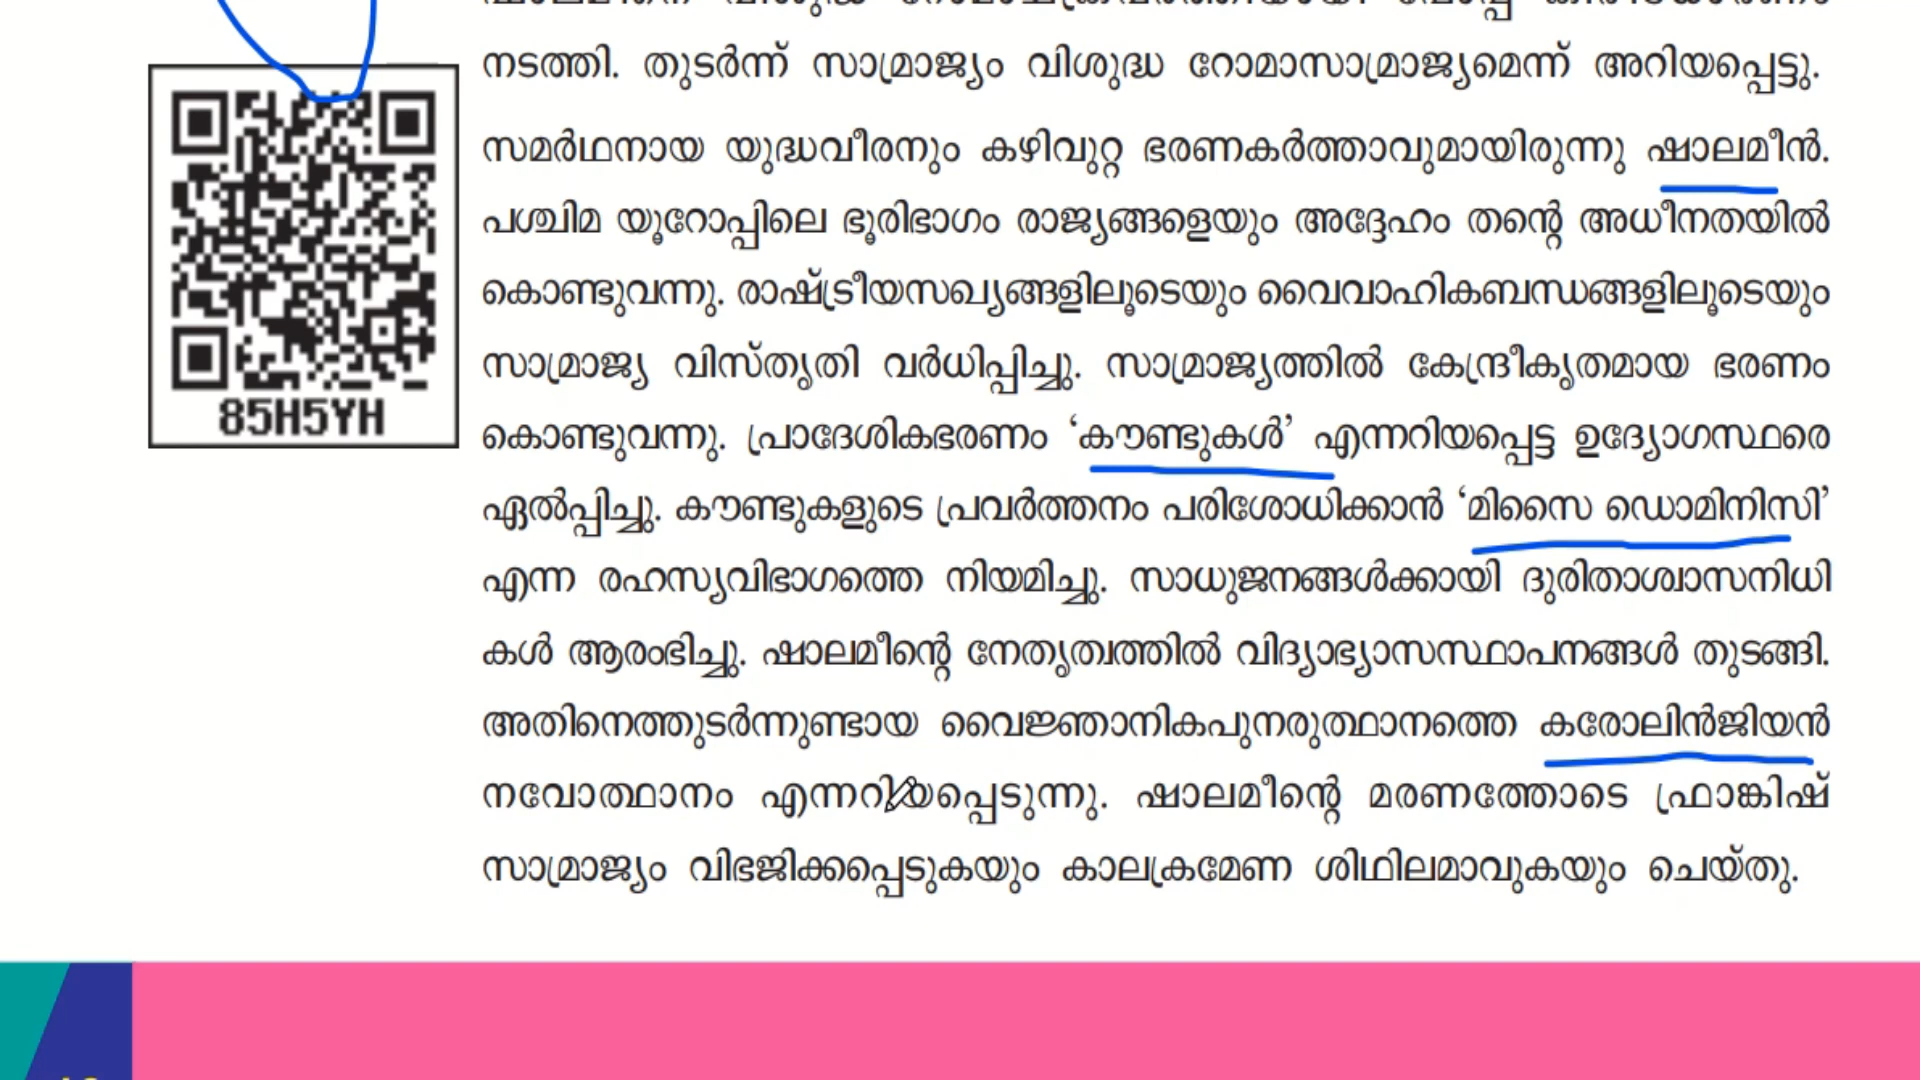 നടത്തി. തുടർന്ന് സാമ്രാജ്യം വിശുദ്ധ റോമാസാമ്രാജ്യമെന്ന് അറിയപ്പെട്ടു.
സമർഥനായ യുദ്ധവീരനും കഴിവുറ്റ ഭരണകർത്താവുമായിരുന്നു ഷാലമീൻ.
പശ്ചിമ യൂറോപ്പിലെ ഭൂരിഭാഗം രാജ്യങ്ങളെയും അദ്ദേഹം തന്റെ അധീനതയിൽ
കൊണ്ടുവന്നു. രാഷ്ട്രീയസഖ്യങ്ങളിലൂടെയും വൈവാഹികബന്ധങ്ങളിലൂടെയും
സാമ്രാജ്യ വിസ്തൃതി വർധിപ്പിച്ചു. സാമ്രാജ്യത്തിൽ കേന്ദ്രീകൃതമായ ഭരണം
കൊണ്ടുവന്നു. പ്രാദേശികഭരണം ‘കൗണ്ടുകൾ’ എന്നറിയപ്പെട്ട ഉദ്യോഗസ്ഥരെ
85H5YH
ഏൽപ്പിച്ചു. കൗണ്ടുകളുടെ പ്രവർത്തനം പരിശോധിക്കാൻ ‘മിസൈ ഡൊമിനിസി’
എന്ന രഹസ്യവിഭാഗത്തെ നിയമിച്ചു. സാധുജനങ്ങൾക്കായി ദുരിതാശ്വാസനിധി
കൾ ആരംഭിച്ചു. ഷാലമീന്റെ നേതൃത്വത്തിൽ വിദ്യാഭ്യാസസ്ഥാപനങ്ങൾ തുടങ്ങി.
അതിനെത്തുടർന്നുണ്ടായ വൈജ്ഞാനികപുനരുത്ഥാനത്തെ കരോലിൻജിയൻ
നവോത്ഥാനം എന്നറിയപ്പെടുന്നു. ഷാലമീന്റെ മരണത്തോടെ ഫ്രാങ്കിഷ്
സാമ്രാജ്യം വിഭജിക്കപ്പെടുകയും കാലക്രമേണ ശിഥിലമാവുകയും ചെയ്തു.